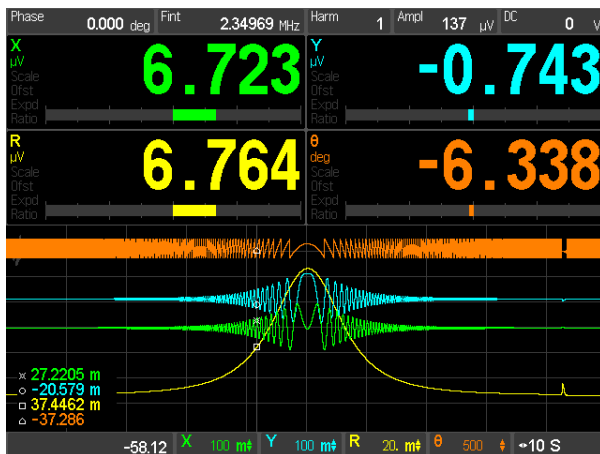 Phase 0.000 deg Fint 2.34969 MHz Harm 1 Ampl 137 µV DC 0 V
X Y
µV 6.723 µV -0.743
Scale Scale
Ofst Ofst
Expd Expd
Ratio Ratio
R θ
µV 6.764 deg -6.338
Scale Scale
Ofst Ofst
Expd Expd
Ratio Ratio
27.2205 m
-20.579 m
37.4462 m
-37.286
-58.12 X 100 m Y 100 m R 20. m θ 500 10 S